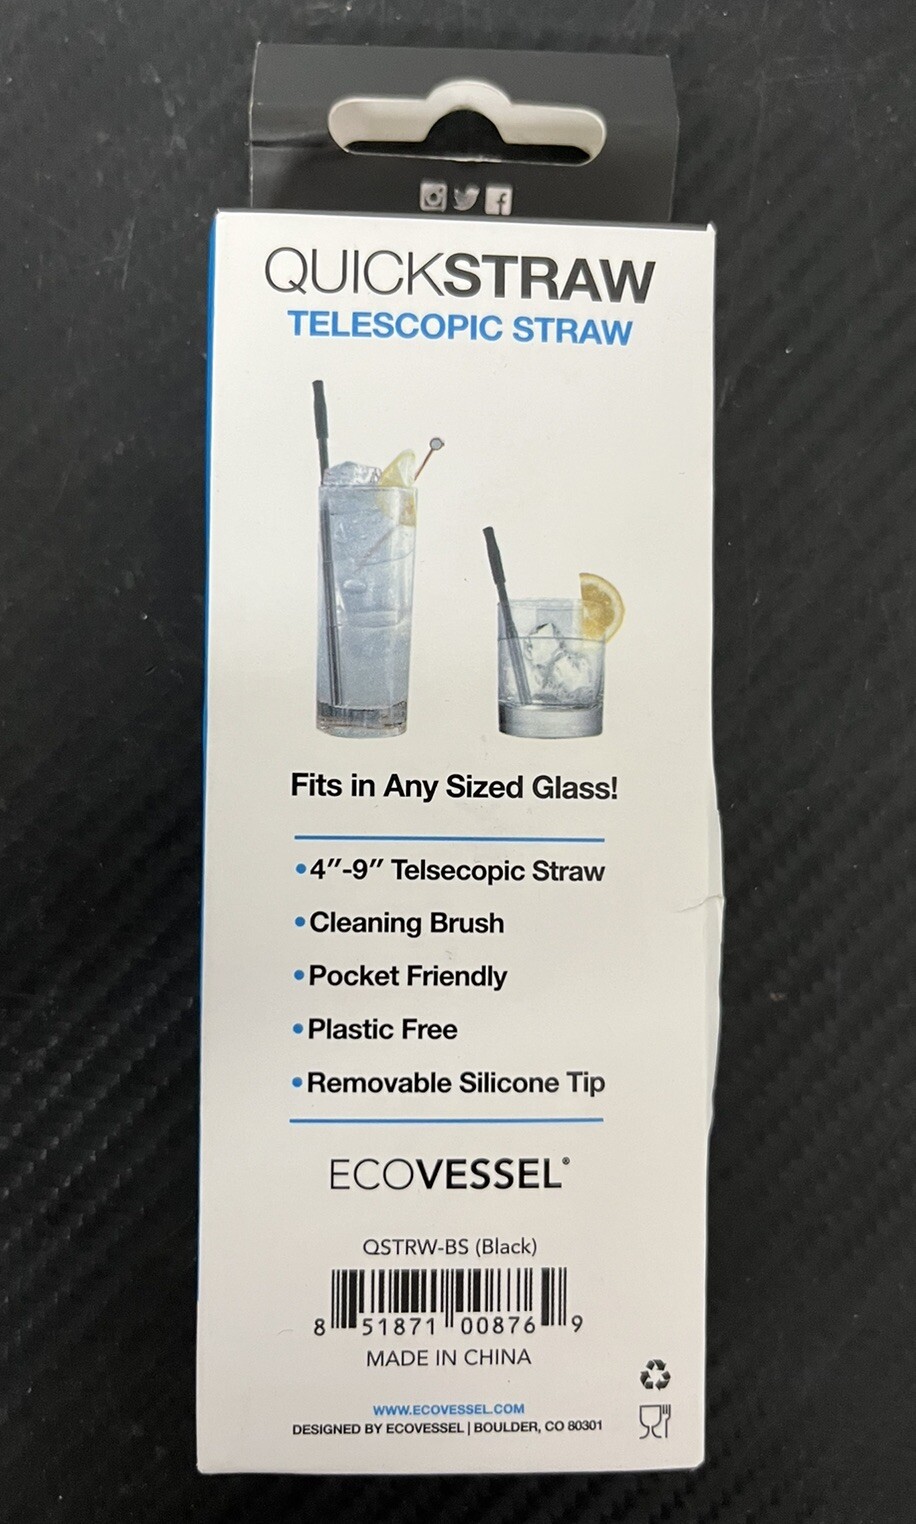 QUICKSTRAW
TELESCOPIC STRAW
Fits in Any Sized Glass!
•4”-9” Telsecopic Straw
•Cleaning Brush
•Pocket Friendly
•Plastic Free
•Removable Silicone Tip
ECOVESSEL®
QSTRW-BS (Black)
8 51871 00876 9
MADE IN CHINA
WWW.ECOVESSEL.COM
DESIGNED BY ECOVESSEL | BOULDER, CO 80301